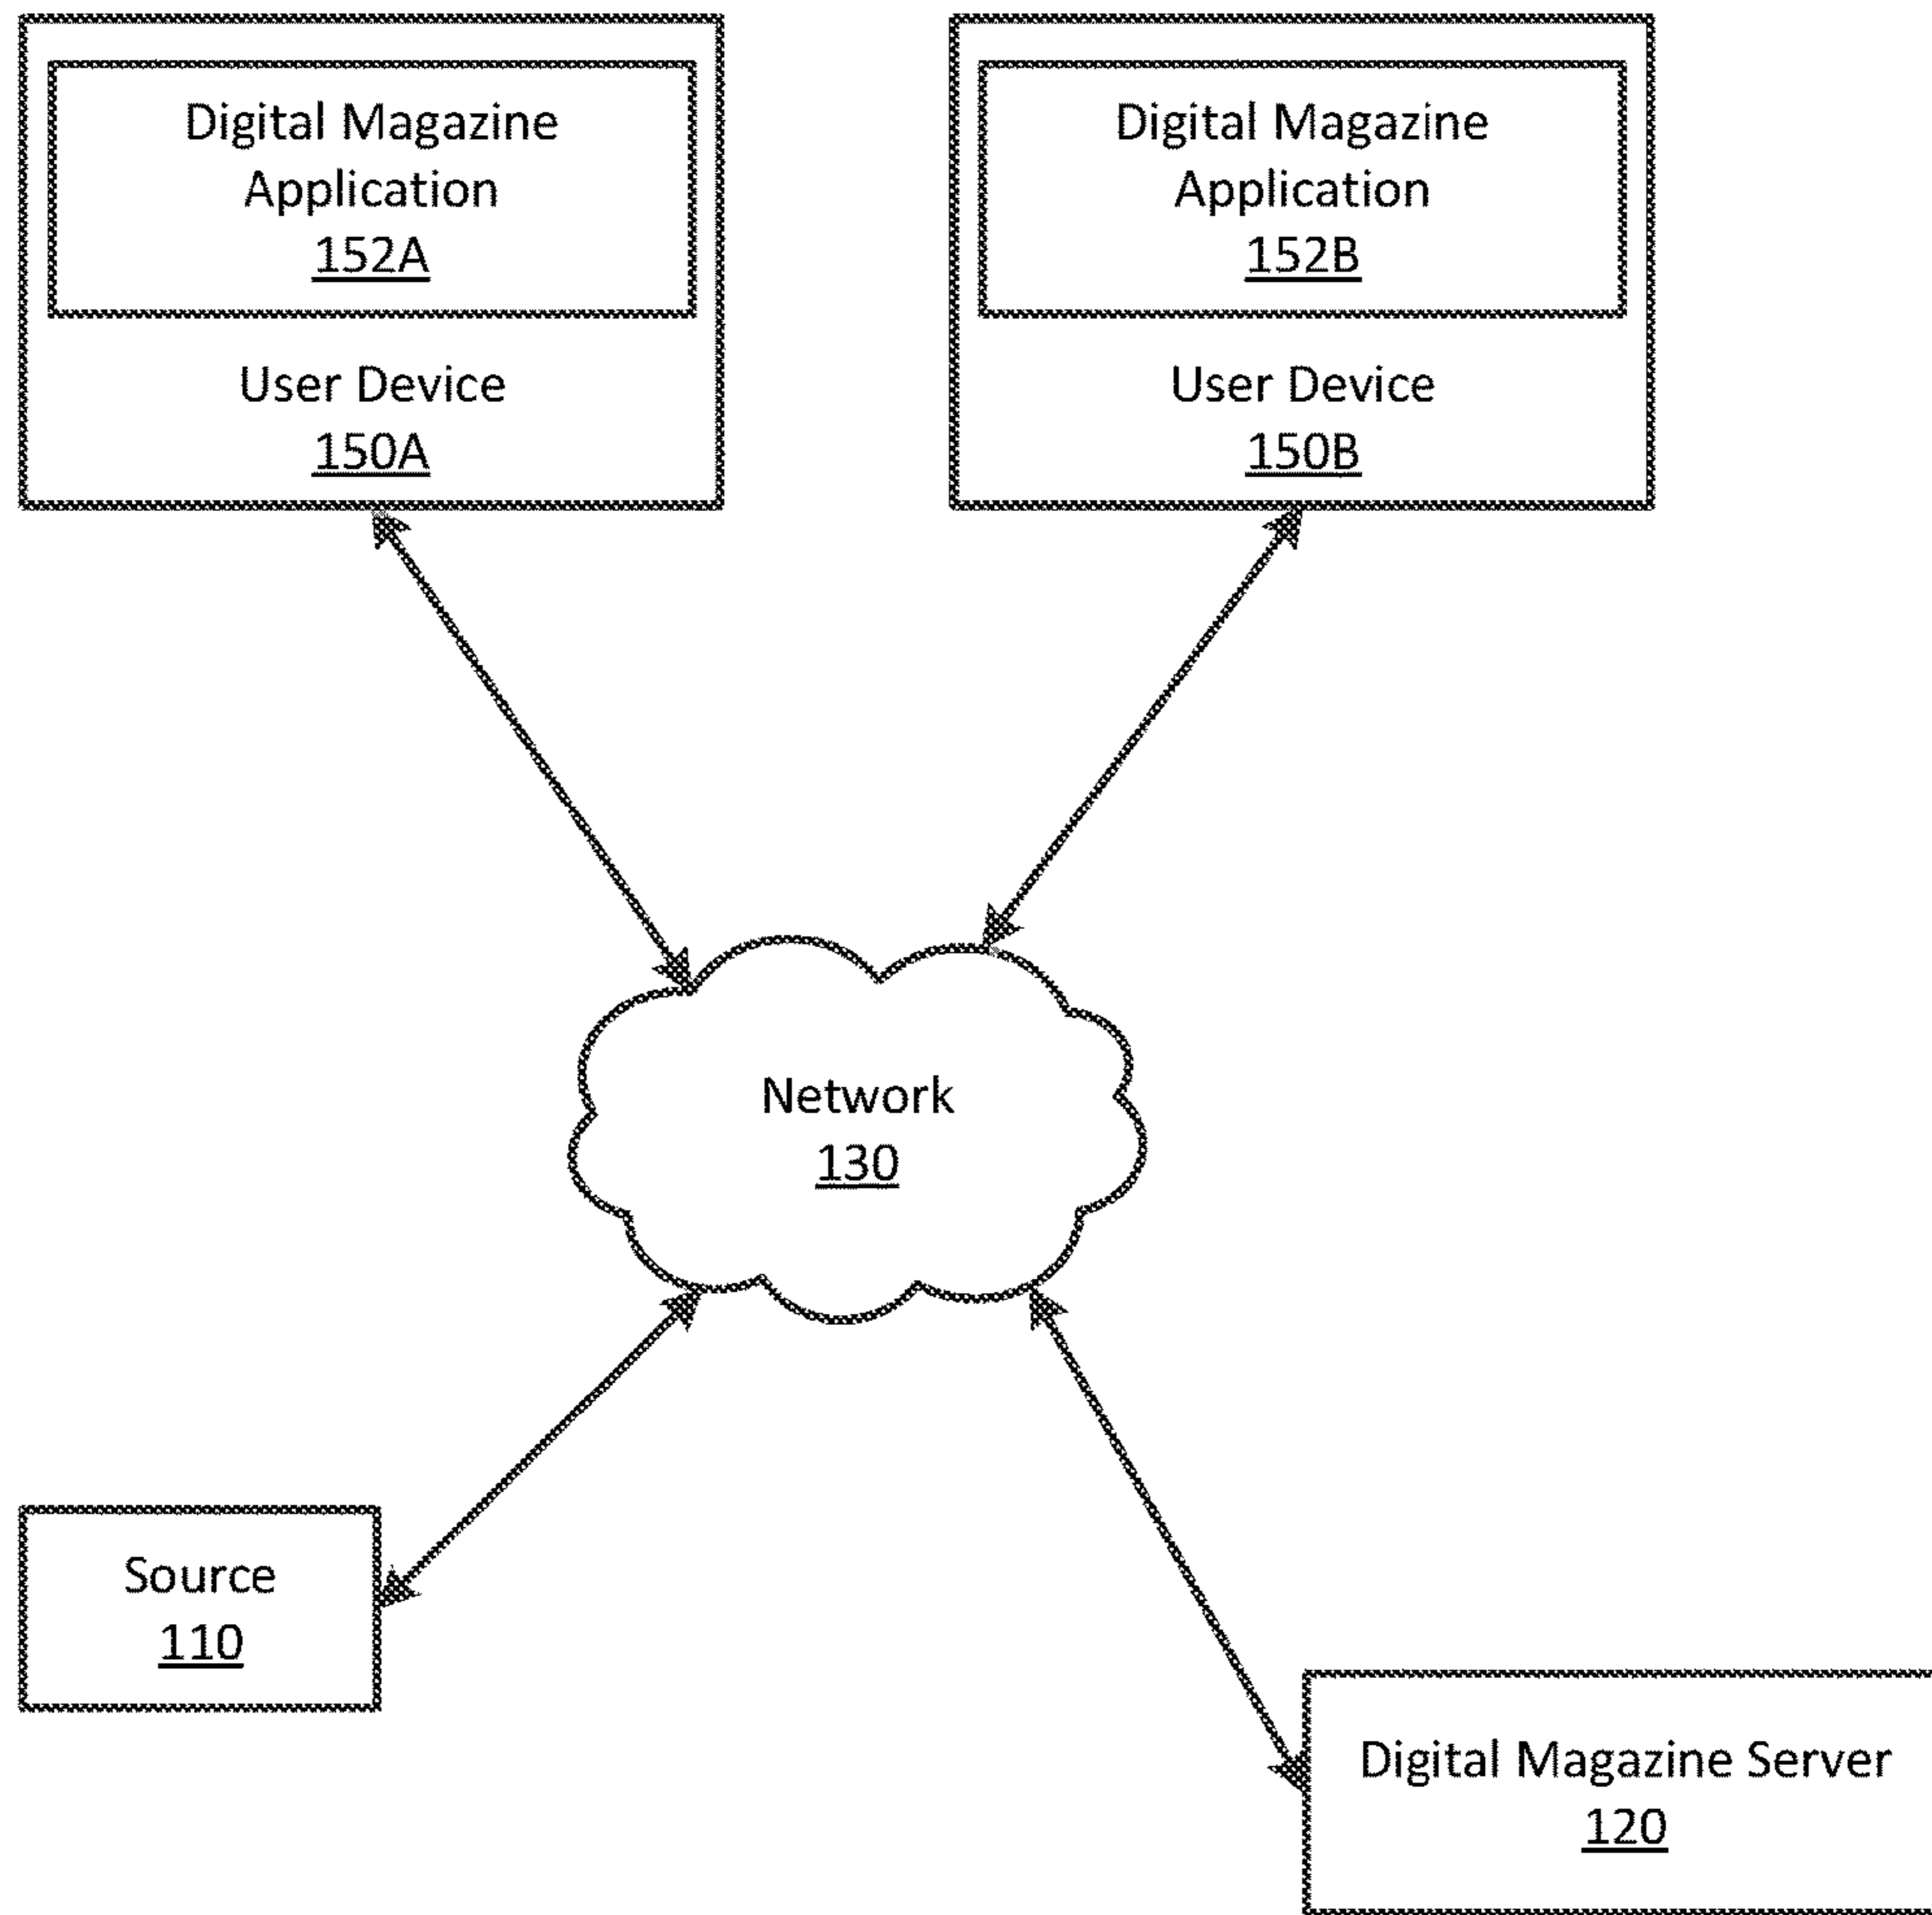 Digital Magazine
Application
152A
User Device
150A
Digital Magazine
Application
152B
User Device
150B
Network
130
Source
110
Digital Magazine Server
120